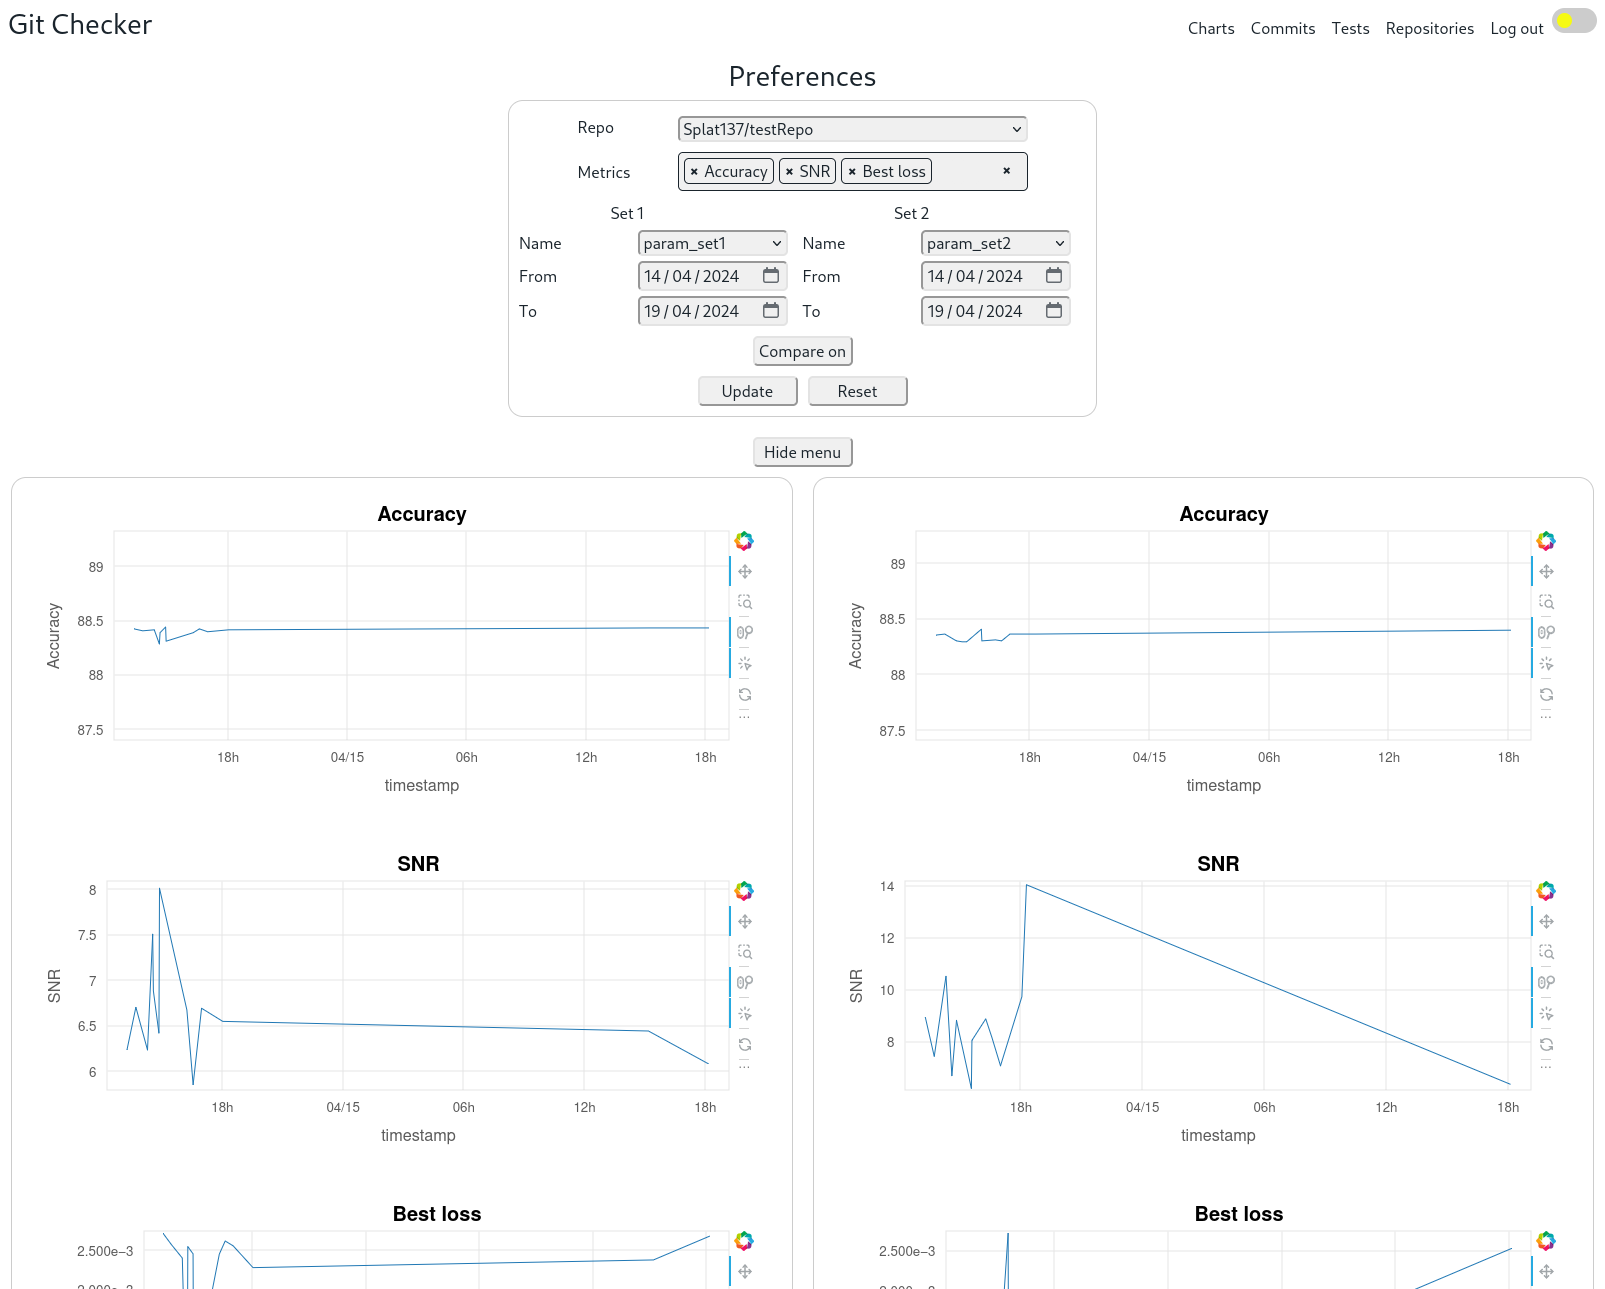 Git Checker
Charts Commits Tests Repositories Log out
Preferences
Repo Splat137/testRepo
Metrics × Accuracy × SNR × Best loss ×
Set 1 Set 2
Name param_set1 Name param_set2
From 14/04/2024 From 14/04/2024
To 19/04/2024 To 19/04/2024
Compare on
Update Reset
Hide menu
Accuracy
89
88.5
88
87.5
Accuracy
18h 04/15 06h 12h 18h
timestamp
SNR
8
7.5
7
6.5
6
SNR
18h 04/15 06h 12h 18h
timestamp
Best loss
2.500e−3
Accuracy
89
88.5
88
87.5
Accuracy
18h 04/15 06h 12h 18h
timestamp
SNR
14
12
10
8
SNR
18h 04/15 06h 12h 18h
timestamp
Best loss
2.500e−3